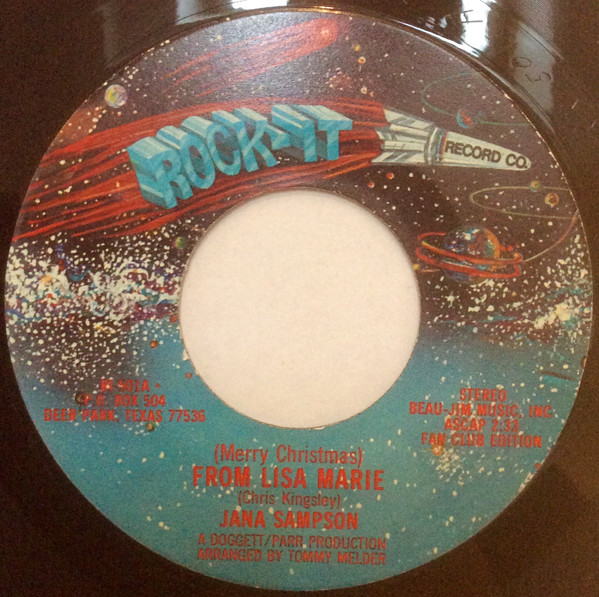 ROCK-IT
RECORD CO.
501A
P.O. BOX 504
DEER PARK, TEXAS 77536
STEREO
BEAU-JIM MUSIC, INC.
ASCAP 2:31
FAN CLUB EDITION
(Merry Christmas)
FROM LISA MARIE
(Chris Kingsley)
JANA SAMPSON
A DOGGETT/PARR PRODUCTION
ARRANGED BY TOMMY MELDER